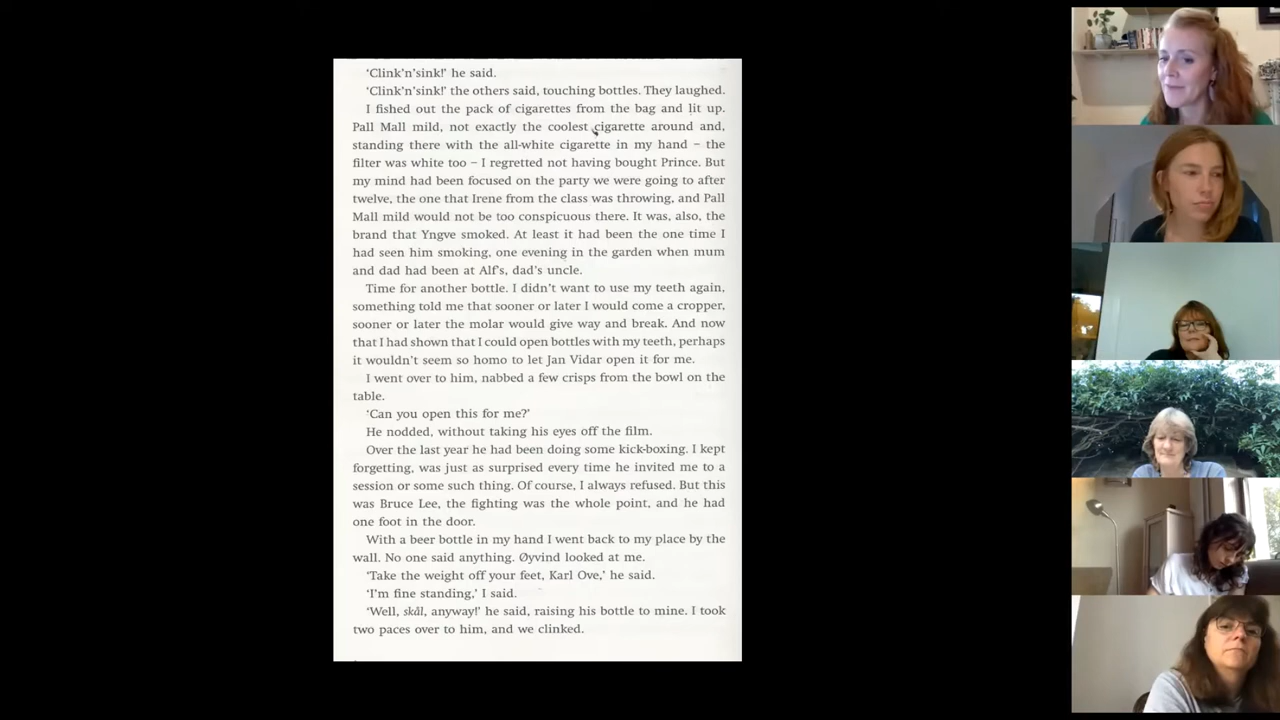 ‘Clink’n’sink!’ he said.
‘Clink’n’sink!’ the others said, touching bottles. They laughed.
I fished out the pack of cigarettes from the bag and lit up.
Pall Mall mild, not exactly the coolest cigarette around and,
standing there with the all-white cigarette in my hand – the
filter was white too – I regretted not having bought Prince. But
my mind had been focused on the party we were going to after
twelve, the one that Irene from the class was throwing, and Pall
Mall mild would not be too conspicuous there. It was, also, the
brand that Yngve smoked. At least it had been the one time I
had seen him smoking, one evening in the garden when mum
and dad had been at Alf’s, dad’s uncle.
Time for another bottle. I didn’t want to use my teeth again,
something told me that sooner or later I would come a cropper,
sooner or later the molar would give way and break. And now
that I had shown that I could open bottles with my teeth, perhaps
it wouldn’t seem so homo to let Jan Vidar open it for me.
I went over to him, nabbed a few crisps from the bowl on the
table.
‘Can you open this for me?’
He nodded, without taking his eyes off the film.
Over the last year he had been doing some kick-boxing. I kept
forgetting, was just as surprised every time he invited me to a
session or some such thing. Of course, I always refused. But this
was Bruce Lee, the fighting was the whole point, and he had
one foot in the door.
With a beer bottle in my hand I went back to my place by the
wall. No one said anything. Øyvind looked at me.
‘Take the weight off your feet, Karl Ove,’ he said.
‘I’m fine standing,’ I said.
‘Well, skål, anyway!’ he said, raising his bottle to mine. I took
two paces over to him, and we clinked.